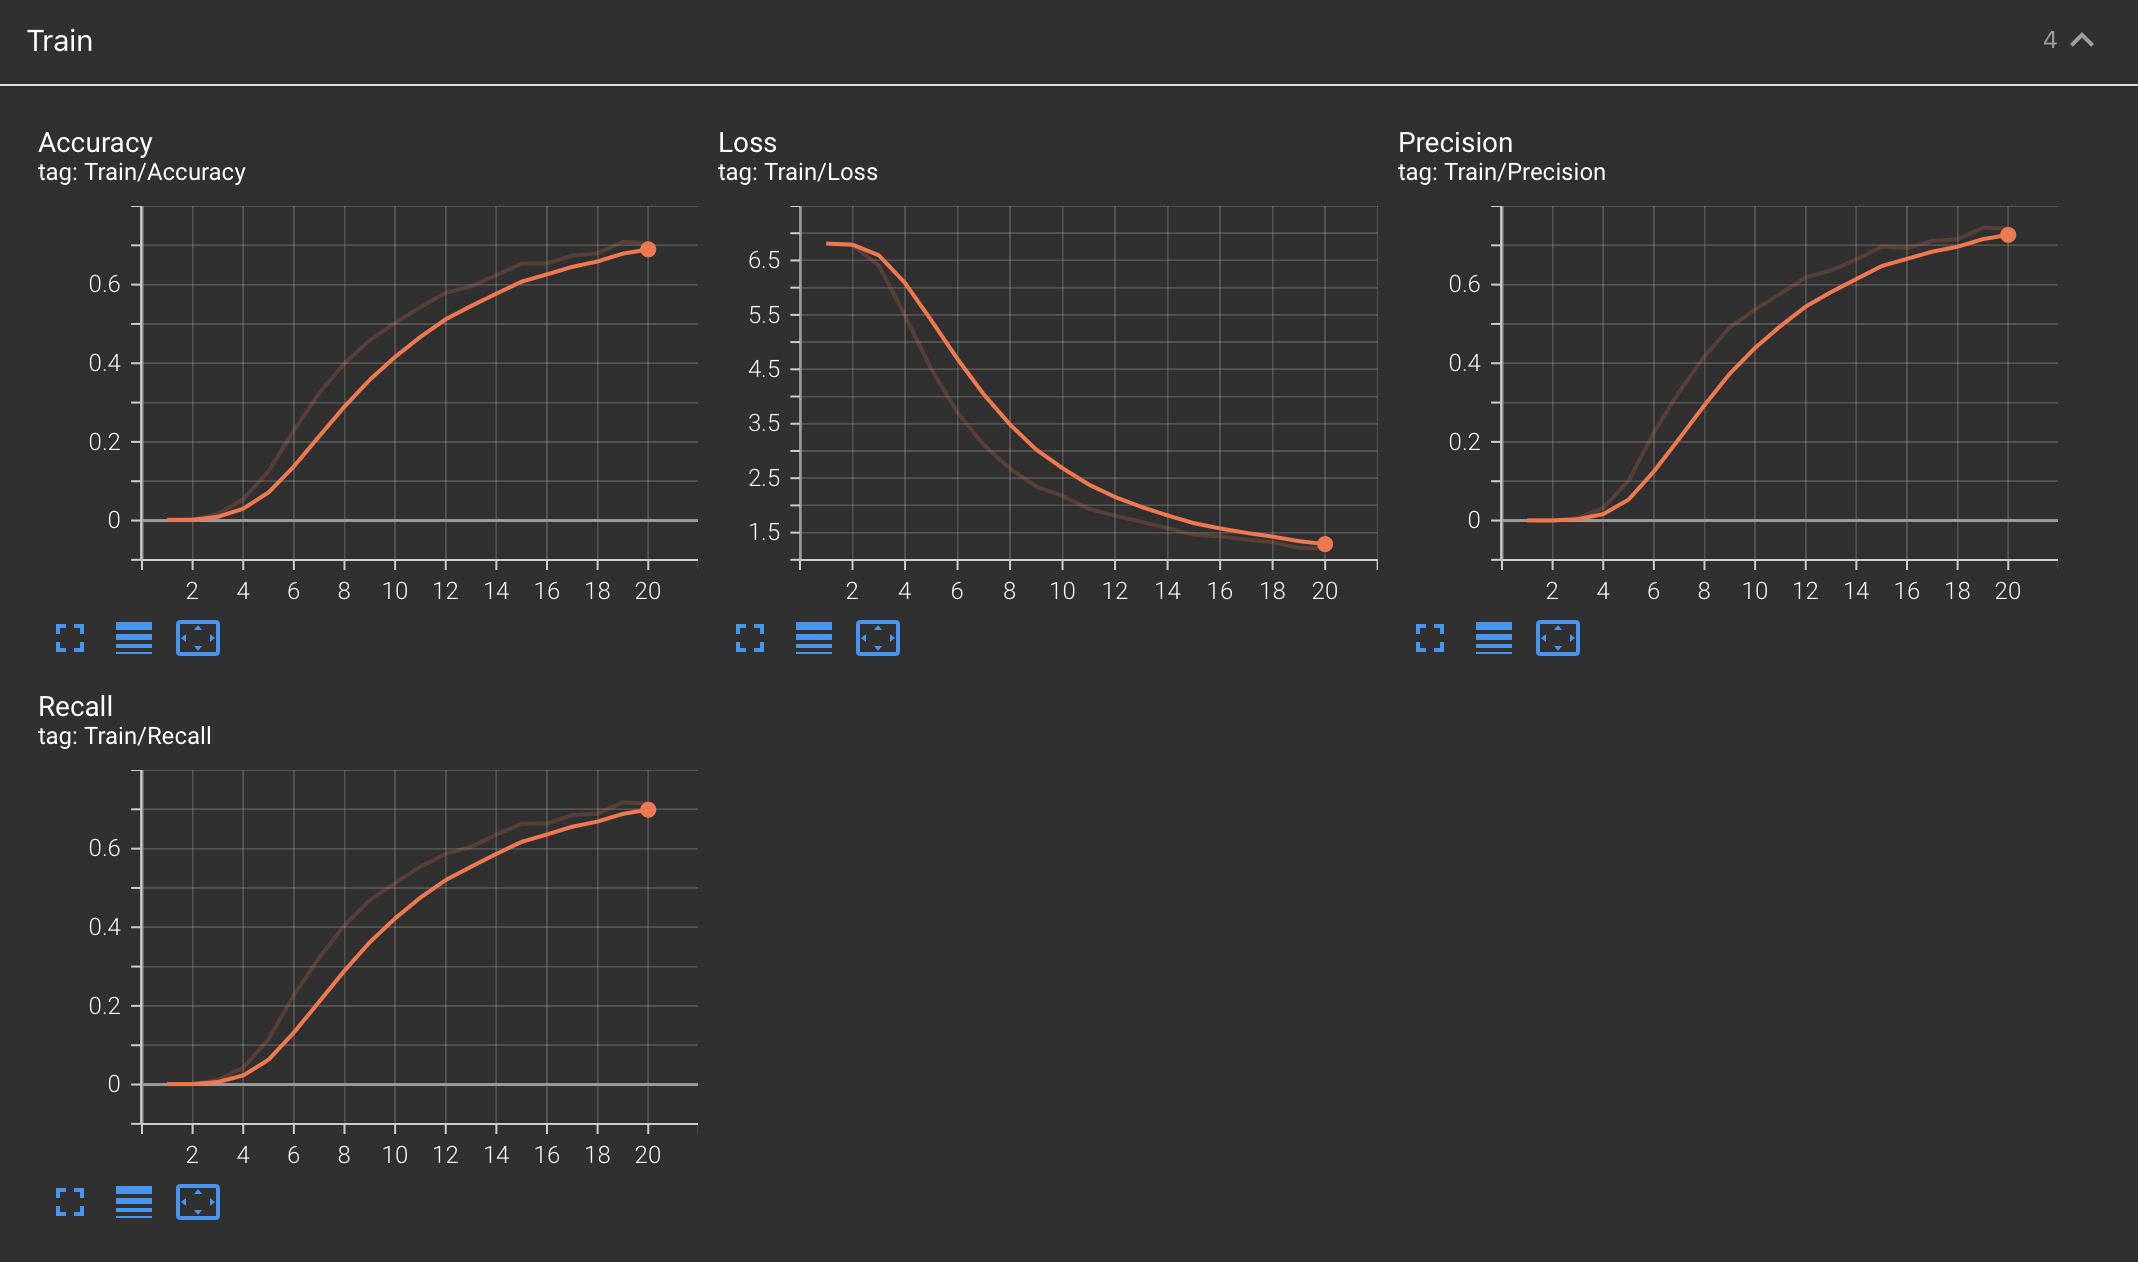 Train
4
Accuracy
tag: Train/Accuracy
0.6
0.4
0.2
0
2 4 6 8 10 12 14 16 18 20
Loss
tag: Train/Loss
6.5
5.5
4.5
3.5
2.5
1.5
2 4 6 8 10 12 14 16 18 20
Precision
tag: Train/Precision
0.6
0.4
0.2
0
2 4 6 8 10 12 14 16 18 20
Recall
tag: Train/Recall
0.6
0.4
0.2
0
2 4 6 8 10 12 14 16 18 20